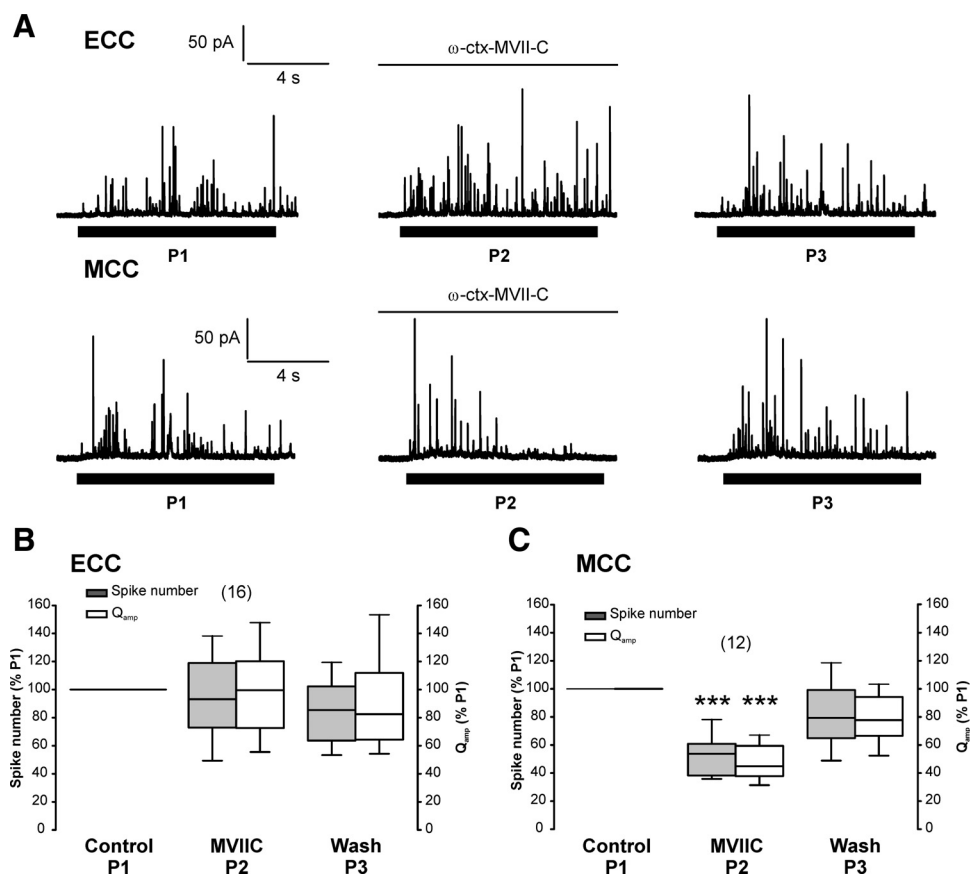 A
ECC
50 pA
4 s
ω-ctx-MVII-C
P1
P2
P3
MCC
50 pA
4 s
ω-ctx-MVII-C
P1
P2
P3
B
ECC
Spike number
Qamp
(16)
Spike number (% P1)
160
140
120
100
80
60
40
20
0
160
140
120
100
80
60
40
20
0
Qamp (% P1)
Control
P1
MVIIC
P2
Wash
P3
C
MCC
Spike number
Qamp
(12)
*** ***
Spike number (% P1)
160
140
120
100
80
60
40
20
0
160
140
120
100
80
60
40
20
0
Qamp (% P1)
Control
P1
MVIIC
P2
Wash
P3